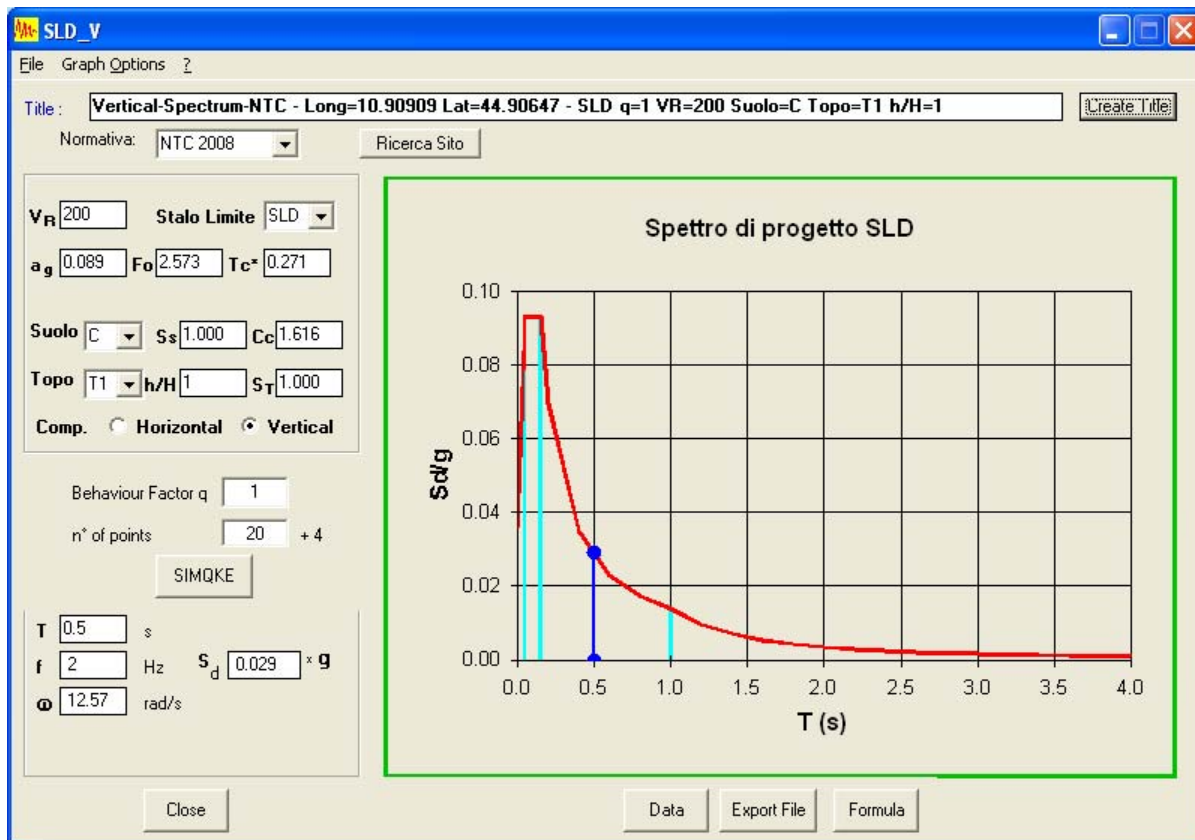 SLD_V
File Graph Options ?
Title : Vertical-Spectrum-NTC - Long=10.90909 Lat=44.90647 - SLD q=1 VR=200 Suolo=C Topo=T1 h/H=1 Create Title
Normativa: NTC 2008 Ricerca Sito
VR 200 Stalo Limite SLD
ag 0.089 Fo 2.573 Tc* 0.271
Suolo C Ss 1.000 Cc 1.616
Topo T1 h/H 1 ST 1.000
Comp. Horizontal Vertical
Behaviour Factor q 1
n° of points 20 + 4
SIMQKE
T 0.5 s
f 2 Hz Sd 0.029 × g
ω 12.57 rad/s
Spettro di progetto SLD
0.10
0.08
0.06
0.04
0.02
0.00
Sd/g
0.0 0.5 1.0 1.5 2.0 2.5 3.0 3.5 4.0
T (s)
Close Data Export File Formula